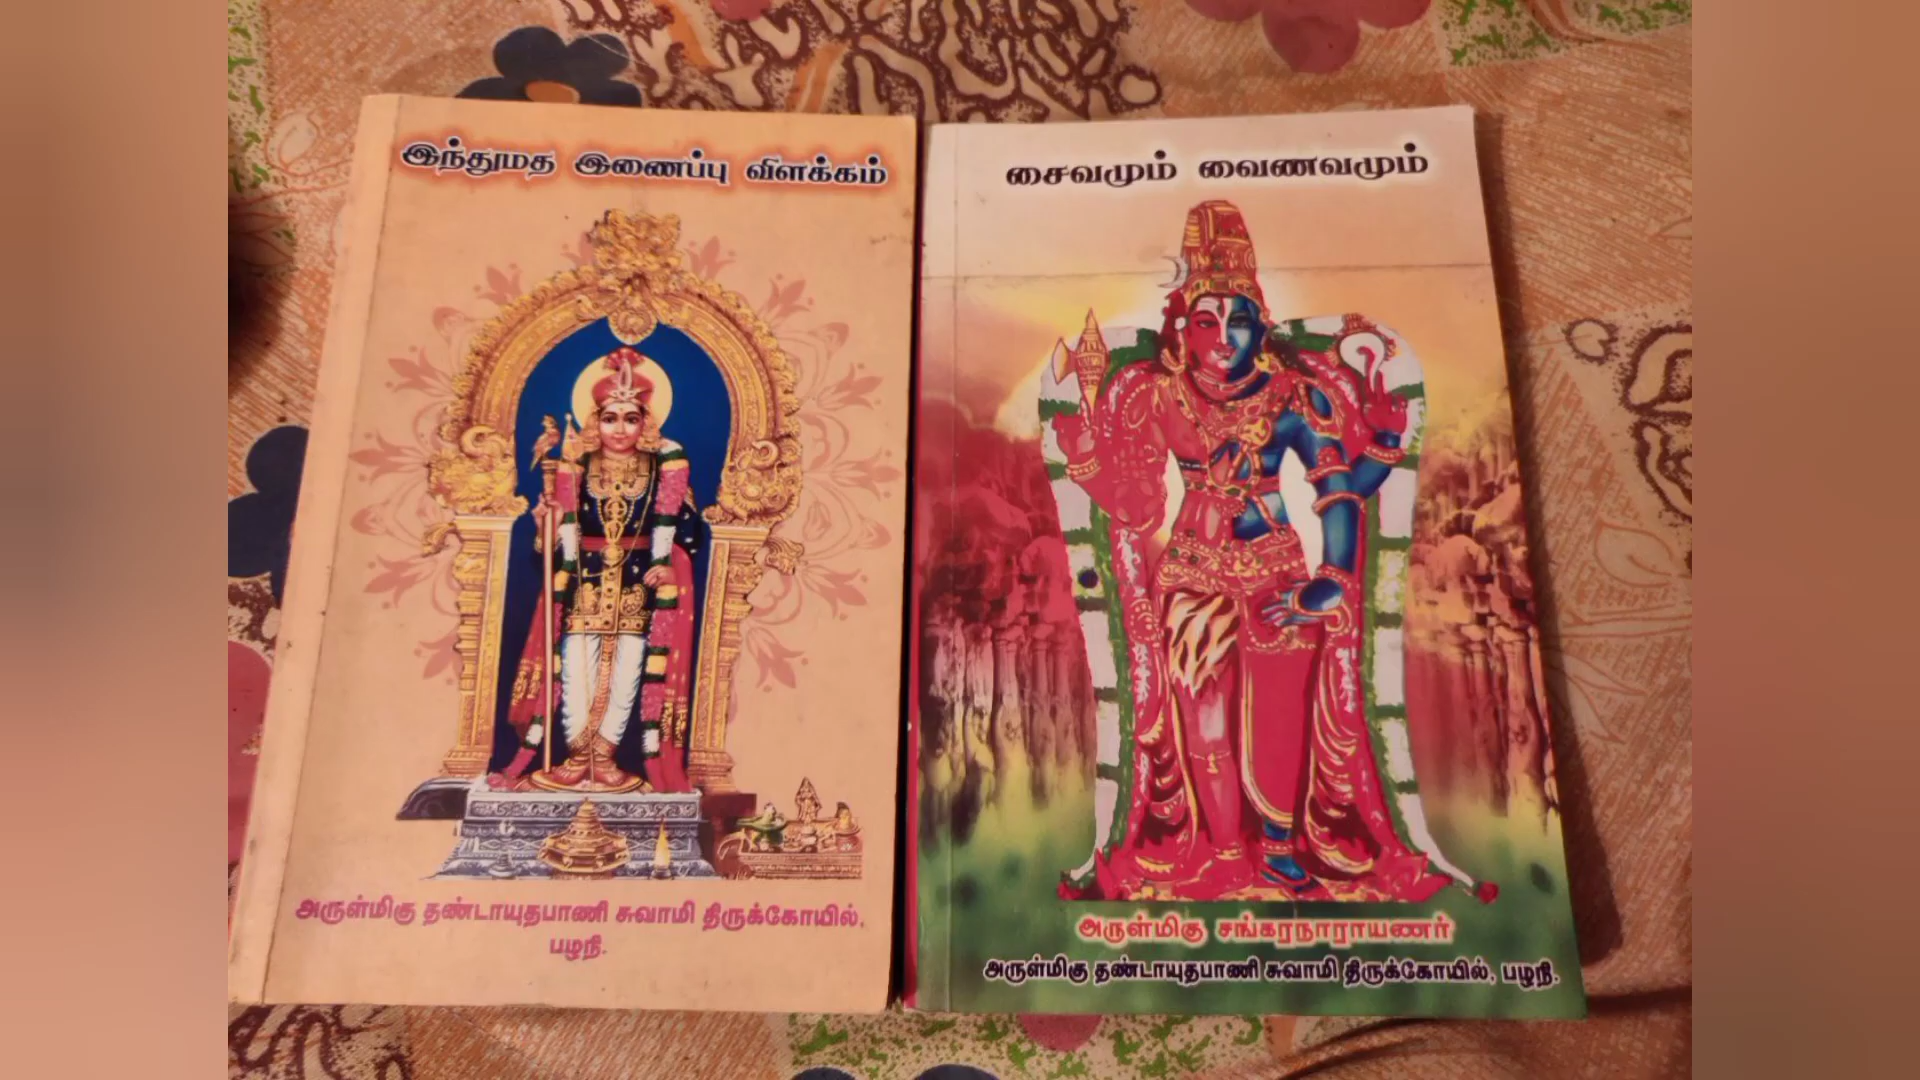 இந்துமத இணைப்பு விளக்கம்
அருள்மிகு தண்டாயுதபாணி சுவாமி திருக்கோயில்,
பழநி.
சைவமும் வைணவமும்
அருள்மிகு சங்கரநாராயணர்
அருள்மிகு தண்டாயுதபாணி சுவாமி திருக்கோயில், பழநி.